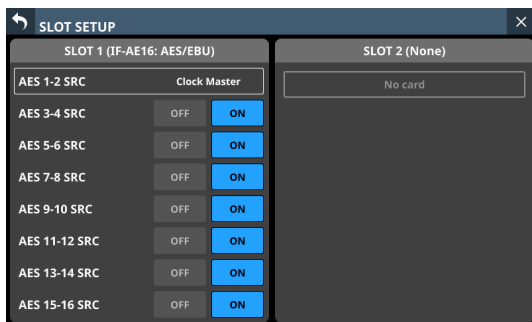 SLOT SETUP
SLOT 1 (IF-AE16: AES/EBU)
AES 1-2 SRC Clock Master
AES 3-4 SRC OFF ON
AES 5-6 SRC OFF ON
AES 7-8 SRC OFF ON
AES 9-10 SRC OFF ON
AES 11-12 SRC OFF ON
AES 13-14 SRC OFF ON
AES 15-16 SRC OFF ON
SLOT 2 (None)
No card